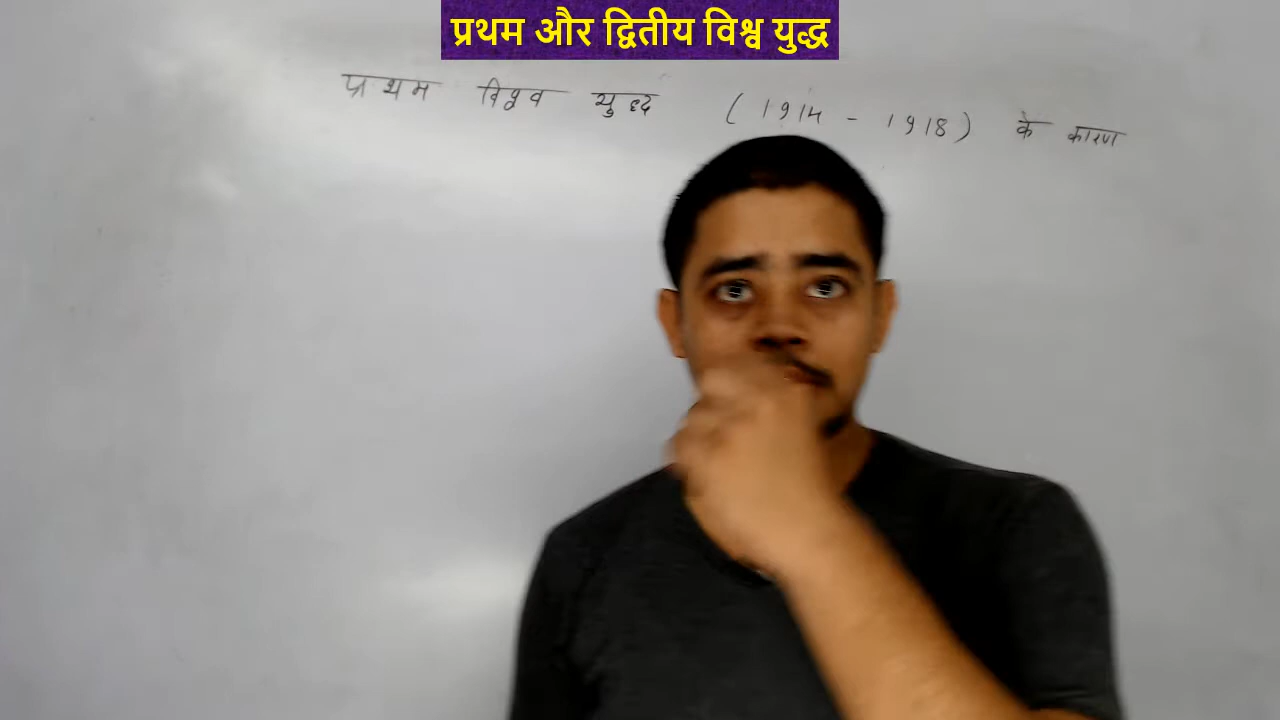 प्रथम और द्वितीय विश्व युद्ध
प्रथम विश्व युध्द (1914 - 1918) के कारण